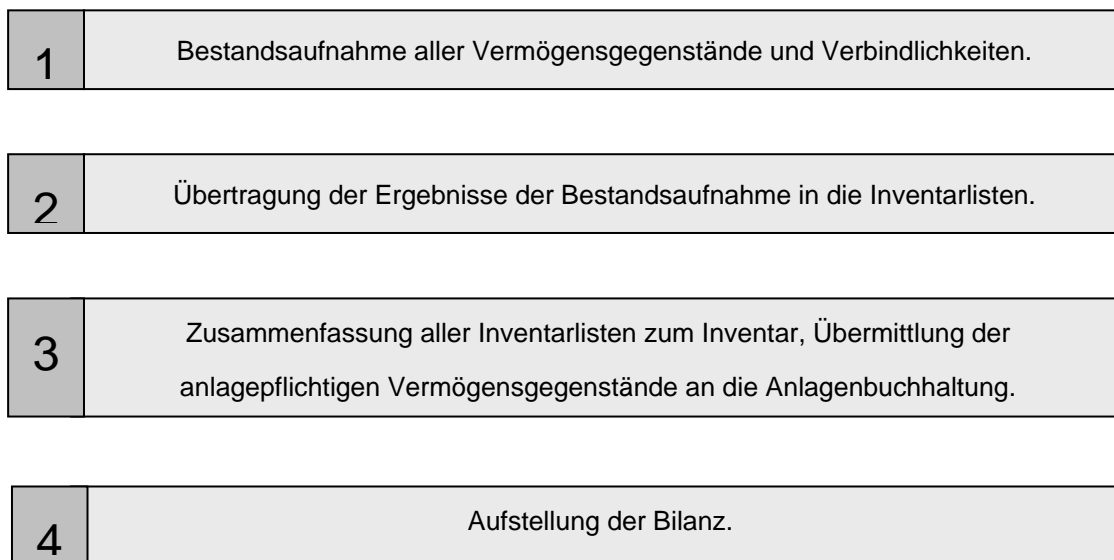 1
Bestandsaufnahme aller Vermögensgegenstände und Verbindlichkeiten.
2
Übertragung der Ergebnisse der Bestandsaufnahme in die Inventarlisten.
3
Zusammenfassung aller Inventarlisten zum Inventar, Übermittlung der
anlagepflichtigen Vermögensgegenstände an die Anlagenbuchhaltung.
4
Aufstellung der Bilanz.